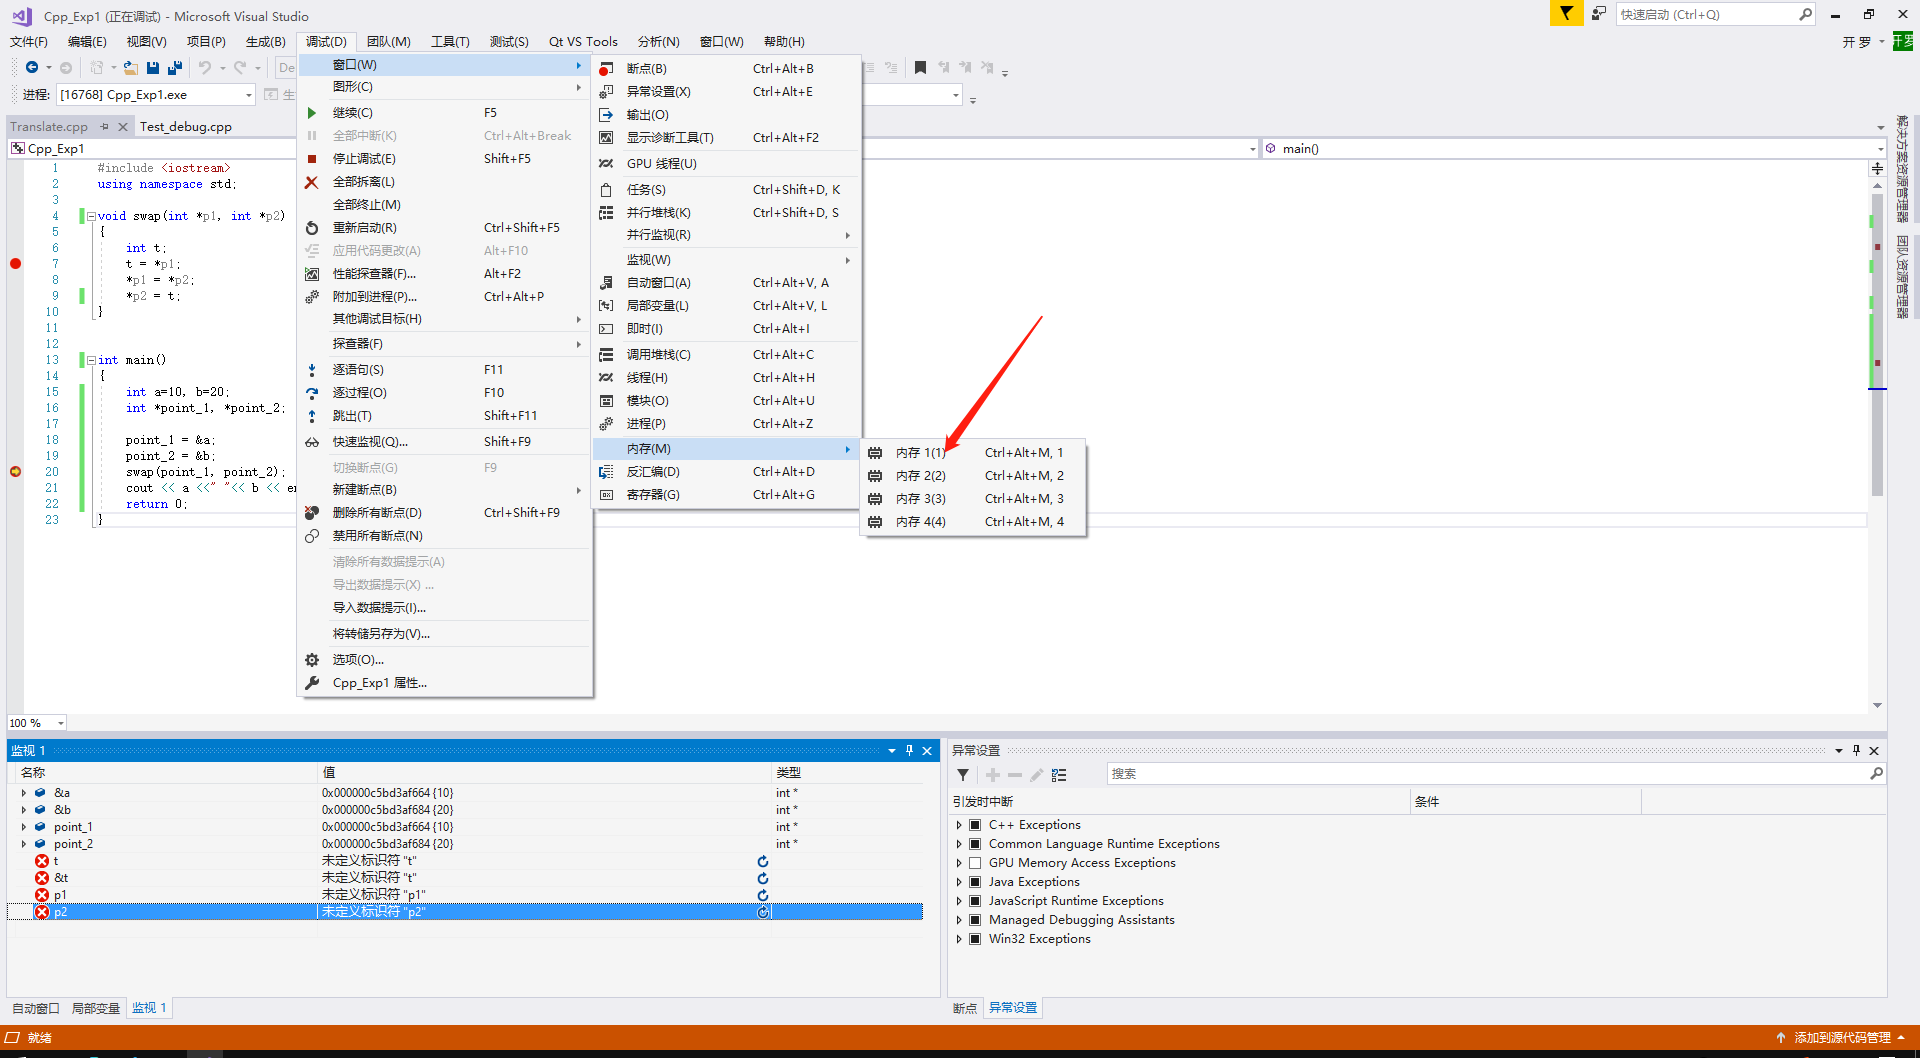 Cpp_Exp1 (正在调试) - Microsoft Visual Studio
快速启动 (Ctrl+Q)
文件(F) 编辑(E) 视图(V) 项目(P) 生成(B) 调试(D) 团队(M) 工具(T) 测试(S) Qt VS Tools 分析(N) 窗口(W) 帮助(H)
开 罗
开罗
De
进程: [16768] Cpp_Exp1.exe
生
Translate.cpp Test_debug.cpp
Cpp_Exp1
main()
1 #include <iostream>
2 using namespace std;
3
4 void swap(int *p1, int *p2)
5 {
6 int t;
7 t = *p1;
8 *p1 = *p2;
9 *p2 = t;
10 }
11
12
13 int main()
14 {
15 int a=10, b=20;
16 int *point_1, *point_2;
17
18 point_1 = &a;
19 point_2 = &b;
20 swap(point_1, point_2);
21 cout << a <<" "<< b << en
22 return 0;
23 }
窗口(W)
图形(C)
继续(C) F5
全部中断(K) Ctrl+Alt+Break
停止调试(E) Shift+F5
全部拆离(L)
全部终止(M)
重新启动(R) Ctrl+Shift+F5
应用代码更改(A) Alt+F10
性能探查器(F)... Alt+F2
附加到进程(P)... Ctrl+Alt+P
其他调试目标(H)
探查器(F)
逐语句(S) F11
逐过程(O) F10
跳出(T) Shift+F11
快速监视(Q)... Shift+F9
切换断点(G) F9
新建断点(B)
删除所有断点(D) Ctrl+Shift+F9
禁用所有断点(N)
清除所有数据提示(A)
导出数据提示(X) ...
导入数据提示(I)...
将转储另存为(V)...
选项(O)...
Cpp_Exp1 属性...
断点(B) Ctrl+Alt+B
异常设置(X) Ctrl+Alt+E
输出(O)
显示诊断工具(T) Ctrl+Alt+F2
GPU 线程(U)
任务(S) Ctrl+Shift+D, K
并行堆栈(K) Ctrl+Shift+D, S
并行监视(R)
监视(W)
自动窗口(A) Ctrl+Alt+V, A
局部变量(L) Ctrl+Alt+V, L
即时(I) Ctrl+Alt+I
调用堆栈(C) Ctrl+Alt+C
线程(H) Ctrl+Alt+H
模块(O) Ctrl+Alt+U
进程(P) Ctrl+Alt+Z
内存(M)
反汇编(D) Ctrl+Alt+D
寄存器(G) Ctrl+Alt+G
内存 1(1) Ctrl+Alt+M, 1
内存 2(2) Ctrl+Alt+M, 2
内存 3(3) Ctrl+Alt+M, 3
内存 4(4) Ctrl+Alt+M, 4
解决方案资源管理器
团队资源管理器
100 %
监视 1
名称 值 类型
&a 0x000000c5bd3af664 {10} int *
&b 0x000000c5bd3af684 {20} int *
point_1 0x000000c5bd3af664 {10} int *
point_2 0x000000c5bd3af684 {20} int *
t 未定义标识符 "t"
&t 未定义标识符 "t"
p1 未定义标识符 "p1"
p2 未定义标识符 "p2"
自动窗口 局部变量 监视 1
异常设置
搜索
引发时中断 条件
C++ Exceptions
Common Language Runtime Exceptions
GPU Memory Access Exceptions
Java Exceptions
JavaScript Runtime Exceptions
Managed Debugging Assistants
Win32 Exceptions
断点 异常设置
就绪
添加到源代码管理